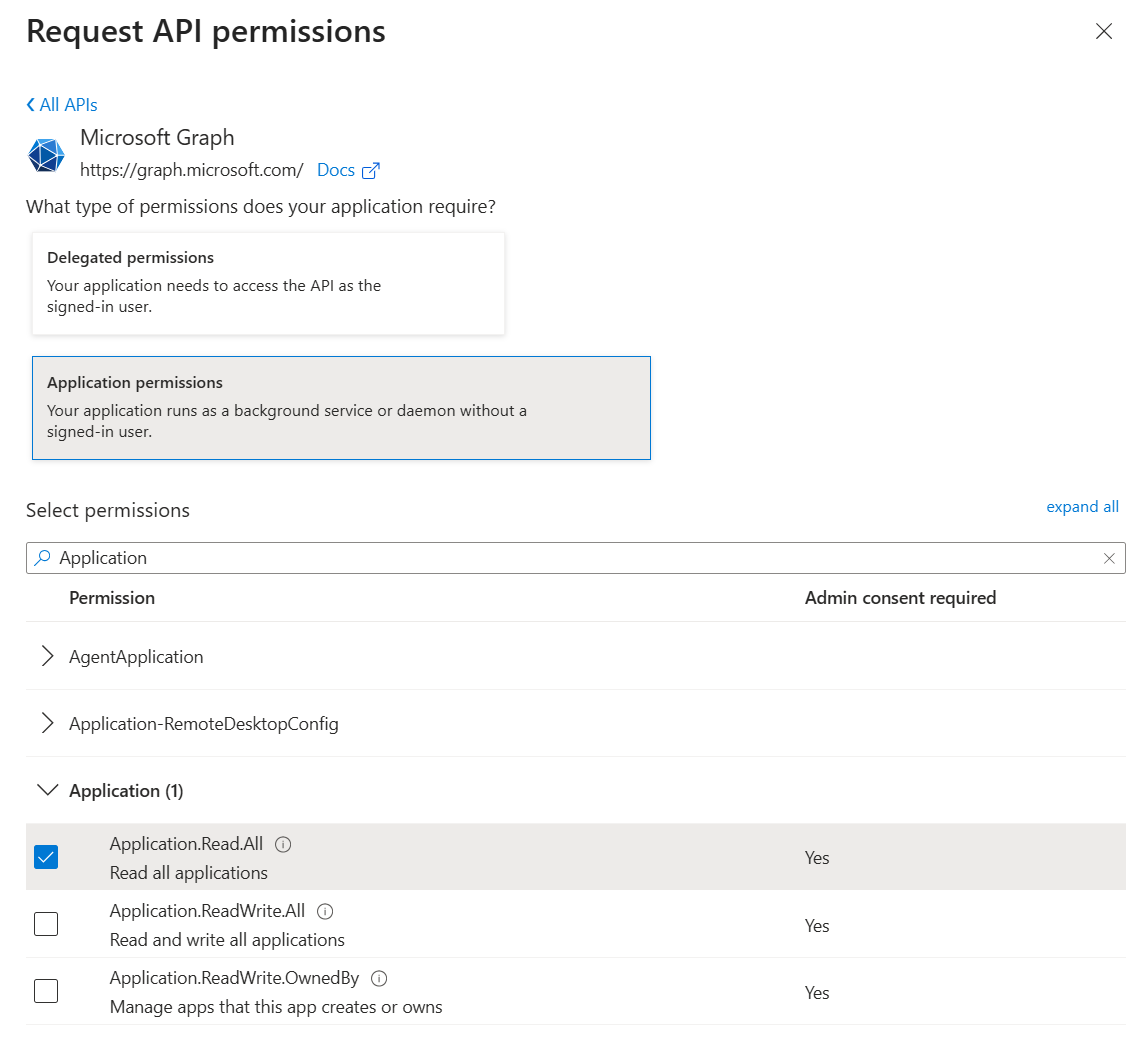 Request API permissions
All APIs
Microsoft Graph
https://graph.microsoft.com/ Docs
What type of permissions does your application require?
Delegated permissions
Your application needs to access the API as the
signed-in user.
Application permissions
Your application runs as a background service or daemon without a
signed-in user.
Select permissions
expand all
Application
Permission Admin consent required
AgentApplication
Application-RemoteDesktopConfig
Application (1)
Application.Read.All
Read all applications
Yes
Application.ReadWrite.All
Read and write all applications
Yes
Application.ReadWrite.OwnedBy
Manage apps that this app creates or owns
Yes